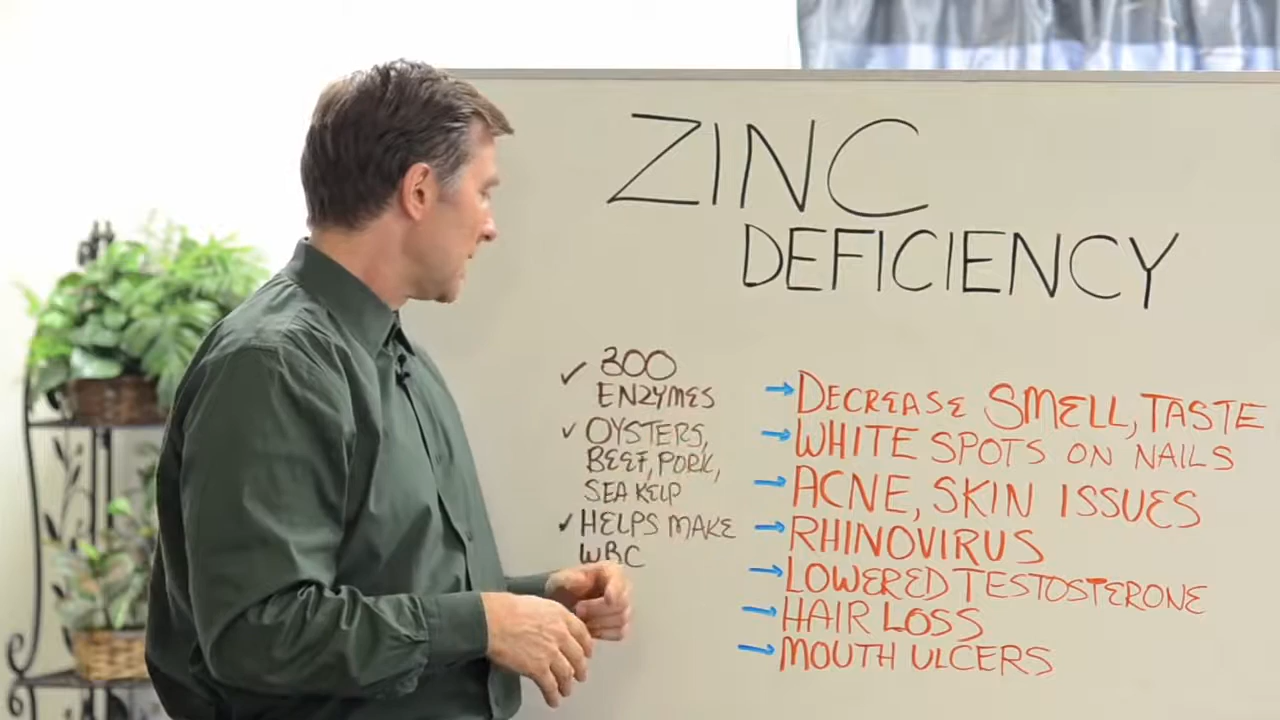 ZINC
DEFICIENCY
✓ 300
ENZYMES
✓ OYSTERS,
BEEF, PORK,
SEA KELP
✓ HELPS MAKE
WBC
→ DECREASE SMELL, TASTE
→ WHITE SPOTS ON NAILS
→ ACNE, SKIN ISSUES
→ RHINOVIRUS
→ LOWERED TESTOSTERONE
→ HAIR LOSS
→ MOUTH ULCERS